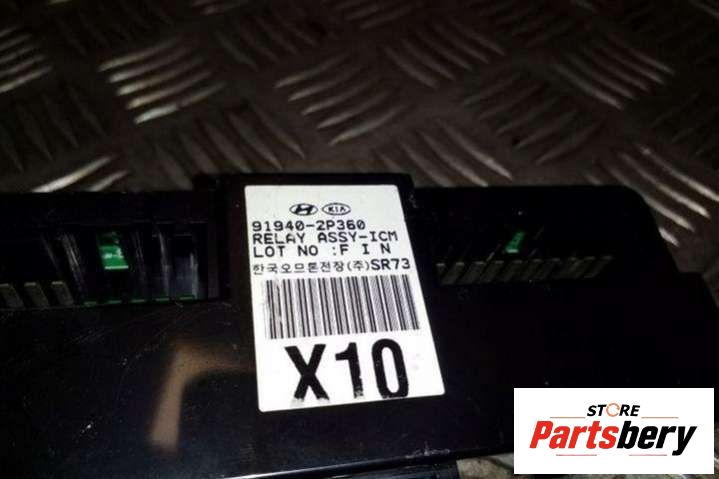 KIA
91940-2P360
RELAY ASSY-ICM
LOT NO :F I N
한국오므론전장(주)SR73
X10
STORE
Partsbery